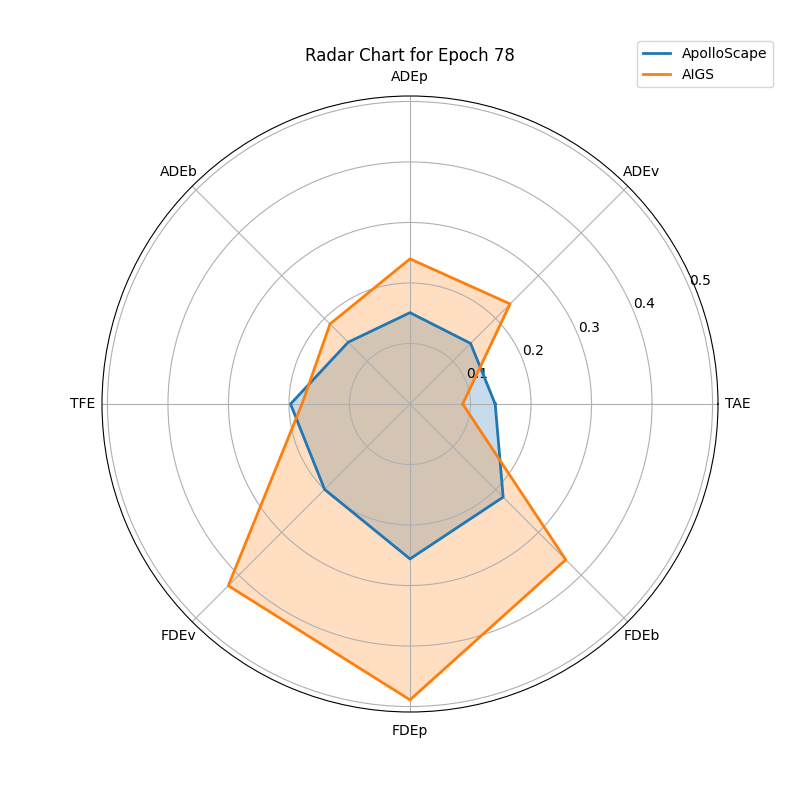 Radar Chart for Epoch 78
ApolloScape
AIGS
ADEp
ADEb
ADEv
0.5
0.4
0.3
0.2
0.1
TFE
TAE
FDEv
FDEb
FDEp